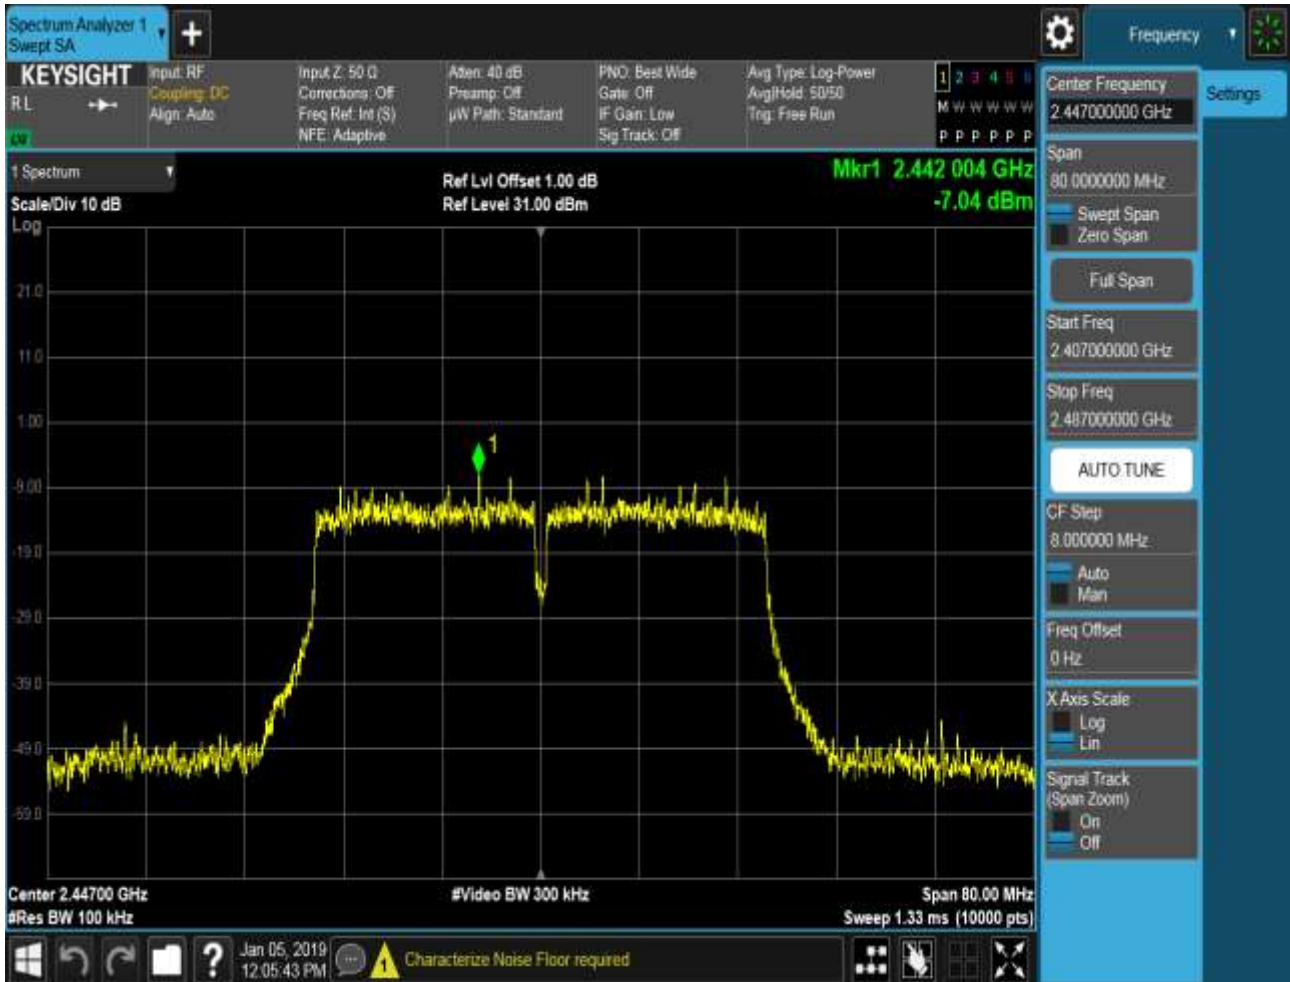 Spectrum Analyzer 1
Swept SA
Frequency
KEYSIGHT
Input: RF
Input Z: 50 Ω
Atten: 40 dB
PNO: Best Wide
Avg Type: Log-Power
1 2 3 4 5 6
R L
Coupling: DC
Corrections: Off
Preamp: Off
Gate: Off
Avg|Hold: 50/50
Align: Auto
Freq Ref: Int (S)
µW Path: Standard
IF Gain: Low
Trig: Free Run
M W W W W W
NFE: Adaptive
Sig Track: Off
P P P P P P
1 Spectrum
Ref Lvl Offset 1.00 dB
Mkr1 2.442 004 GHz
Scale/Div 10 dB
Ref Level 31.00 dBm
-7.04 dBm
Log
21.0
11.0
1.00
-9.00
-19.0
-29.0
-39.0
-49.0
-59.0
1
Center 2.44700 GHz
#Video BW 300 kHz
Span 80.00 MHz
#Res BW 100 kHz
Sweep 1.33 ms (10000 pts)
Center Frequency
2.447000000 GHz
Settings
Span
80.0000000 MHz
Swept Span
Zero Span
Full Span
Start Freq
2.407000000 GHz
Stop Freq
2.487000000 GHz
AUTO TUNE
CF Step
8.000000 MHz
Auto
Man
Freq Offset
0 Hz
X Axis Scale
Log
Lin
Signal Track
(Span Zoom)
On
Off
?
Jan 05, 2019
12:05:43 PM
1
Characterize Noise Floor required